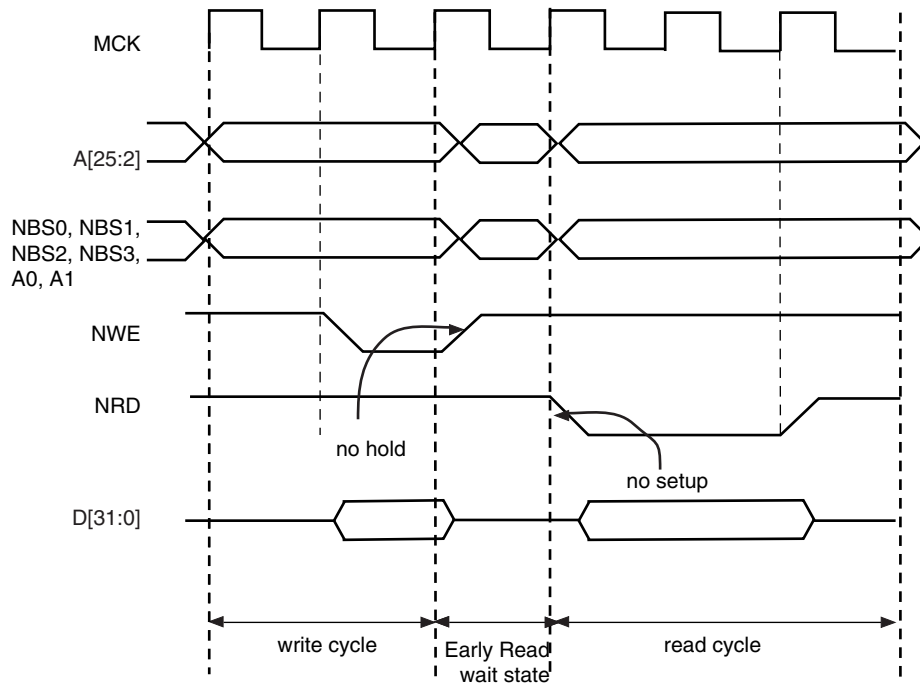 MCK
A[25:2]
NBS0, NBS1,
NBS2, NBS3,
A0, A1
NWE
NRD
no hold
no setup
D[31:0]
write cycle
Early Read
wait state
read cycle